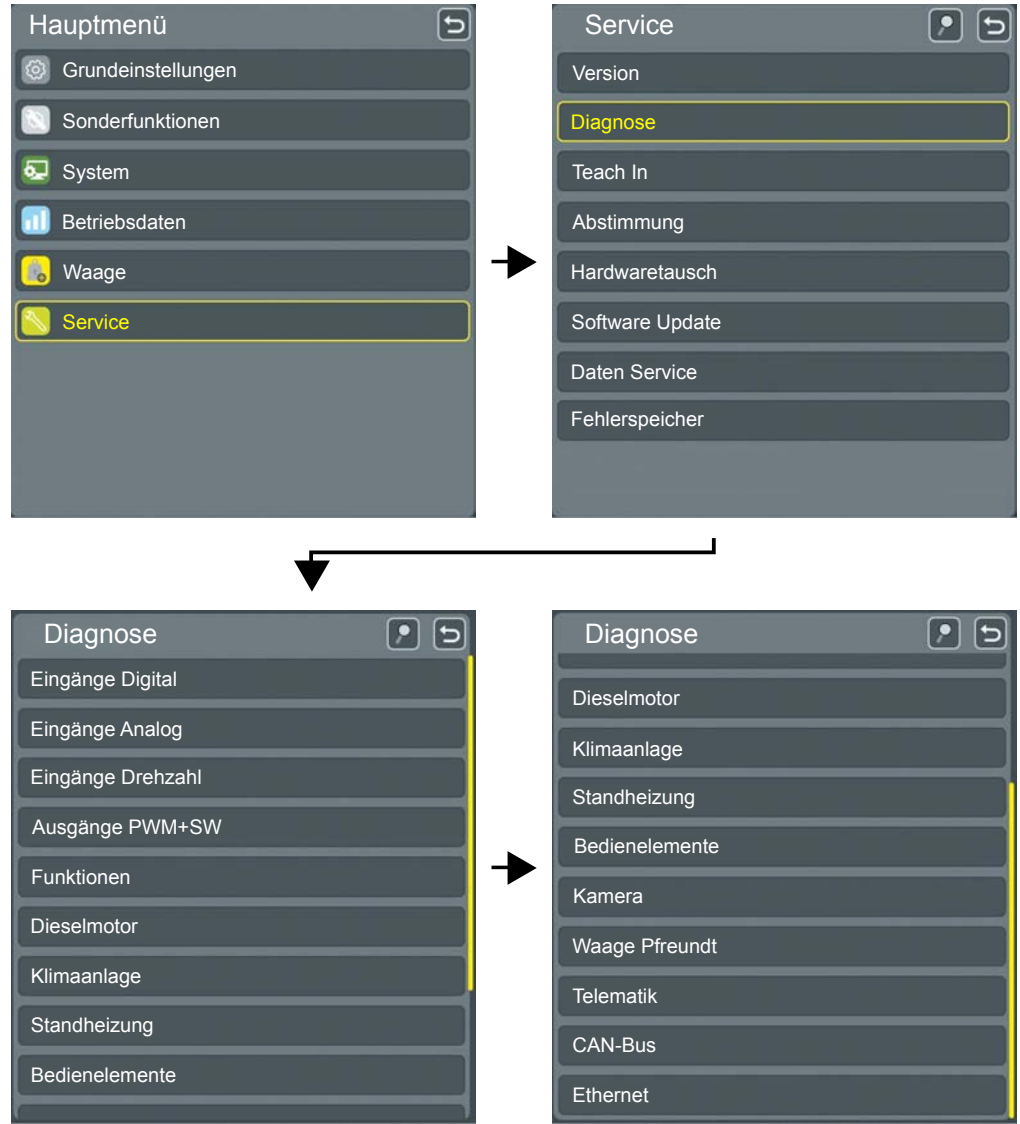 Hauptmenü
Grundeinstellungen
Sonderfunktionen
System
Betriebsdaten
Waage
Service
Service
Version
Diagnose
Teach In
Abstimmung
Hardwaretausch
Software Update
Daten Service
Fehlerspeicher
Diagnose
Eingänge Digital
Eingänge Analog
Eingänge Drehzahl
Ausgänge PWM+SW
Funktionen
Dieselmotor
Klimaanlage
Standheizung
Bedienelemente
Diagnose
Dieselmotor
Klimaanlage
Standheizung
Bedienelemente
Kamera
Waage Pfreundt
Telematik
CAN-Bus
Ethernet